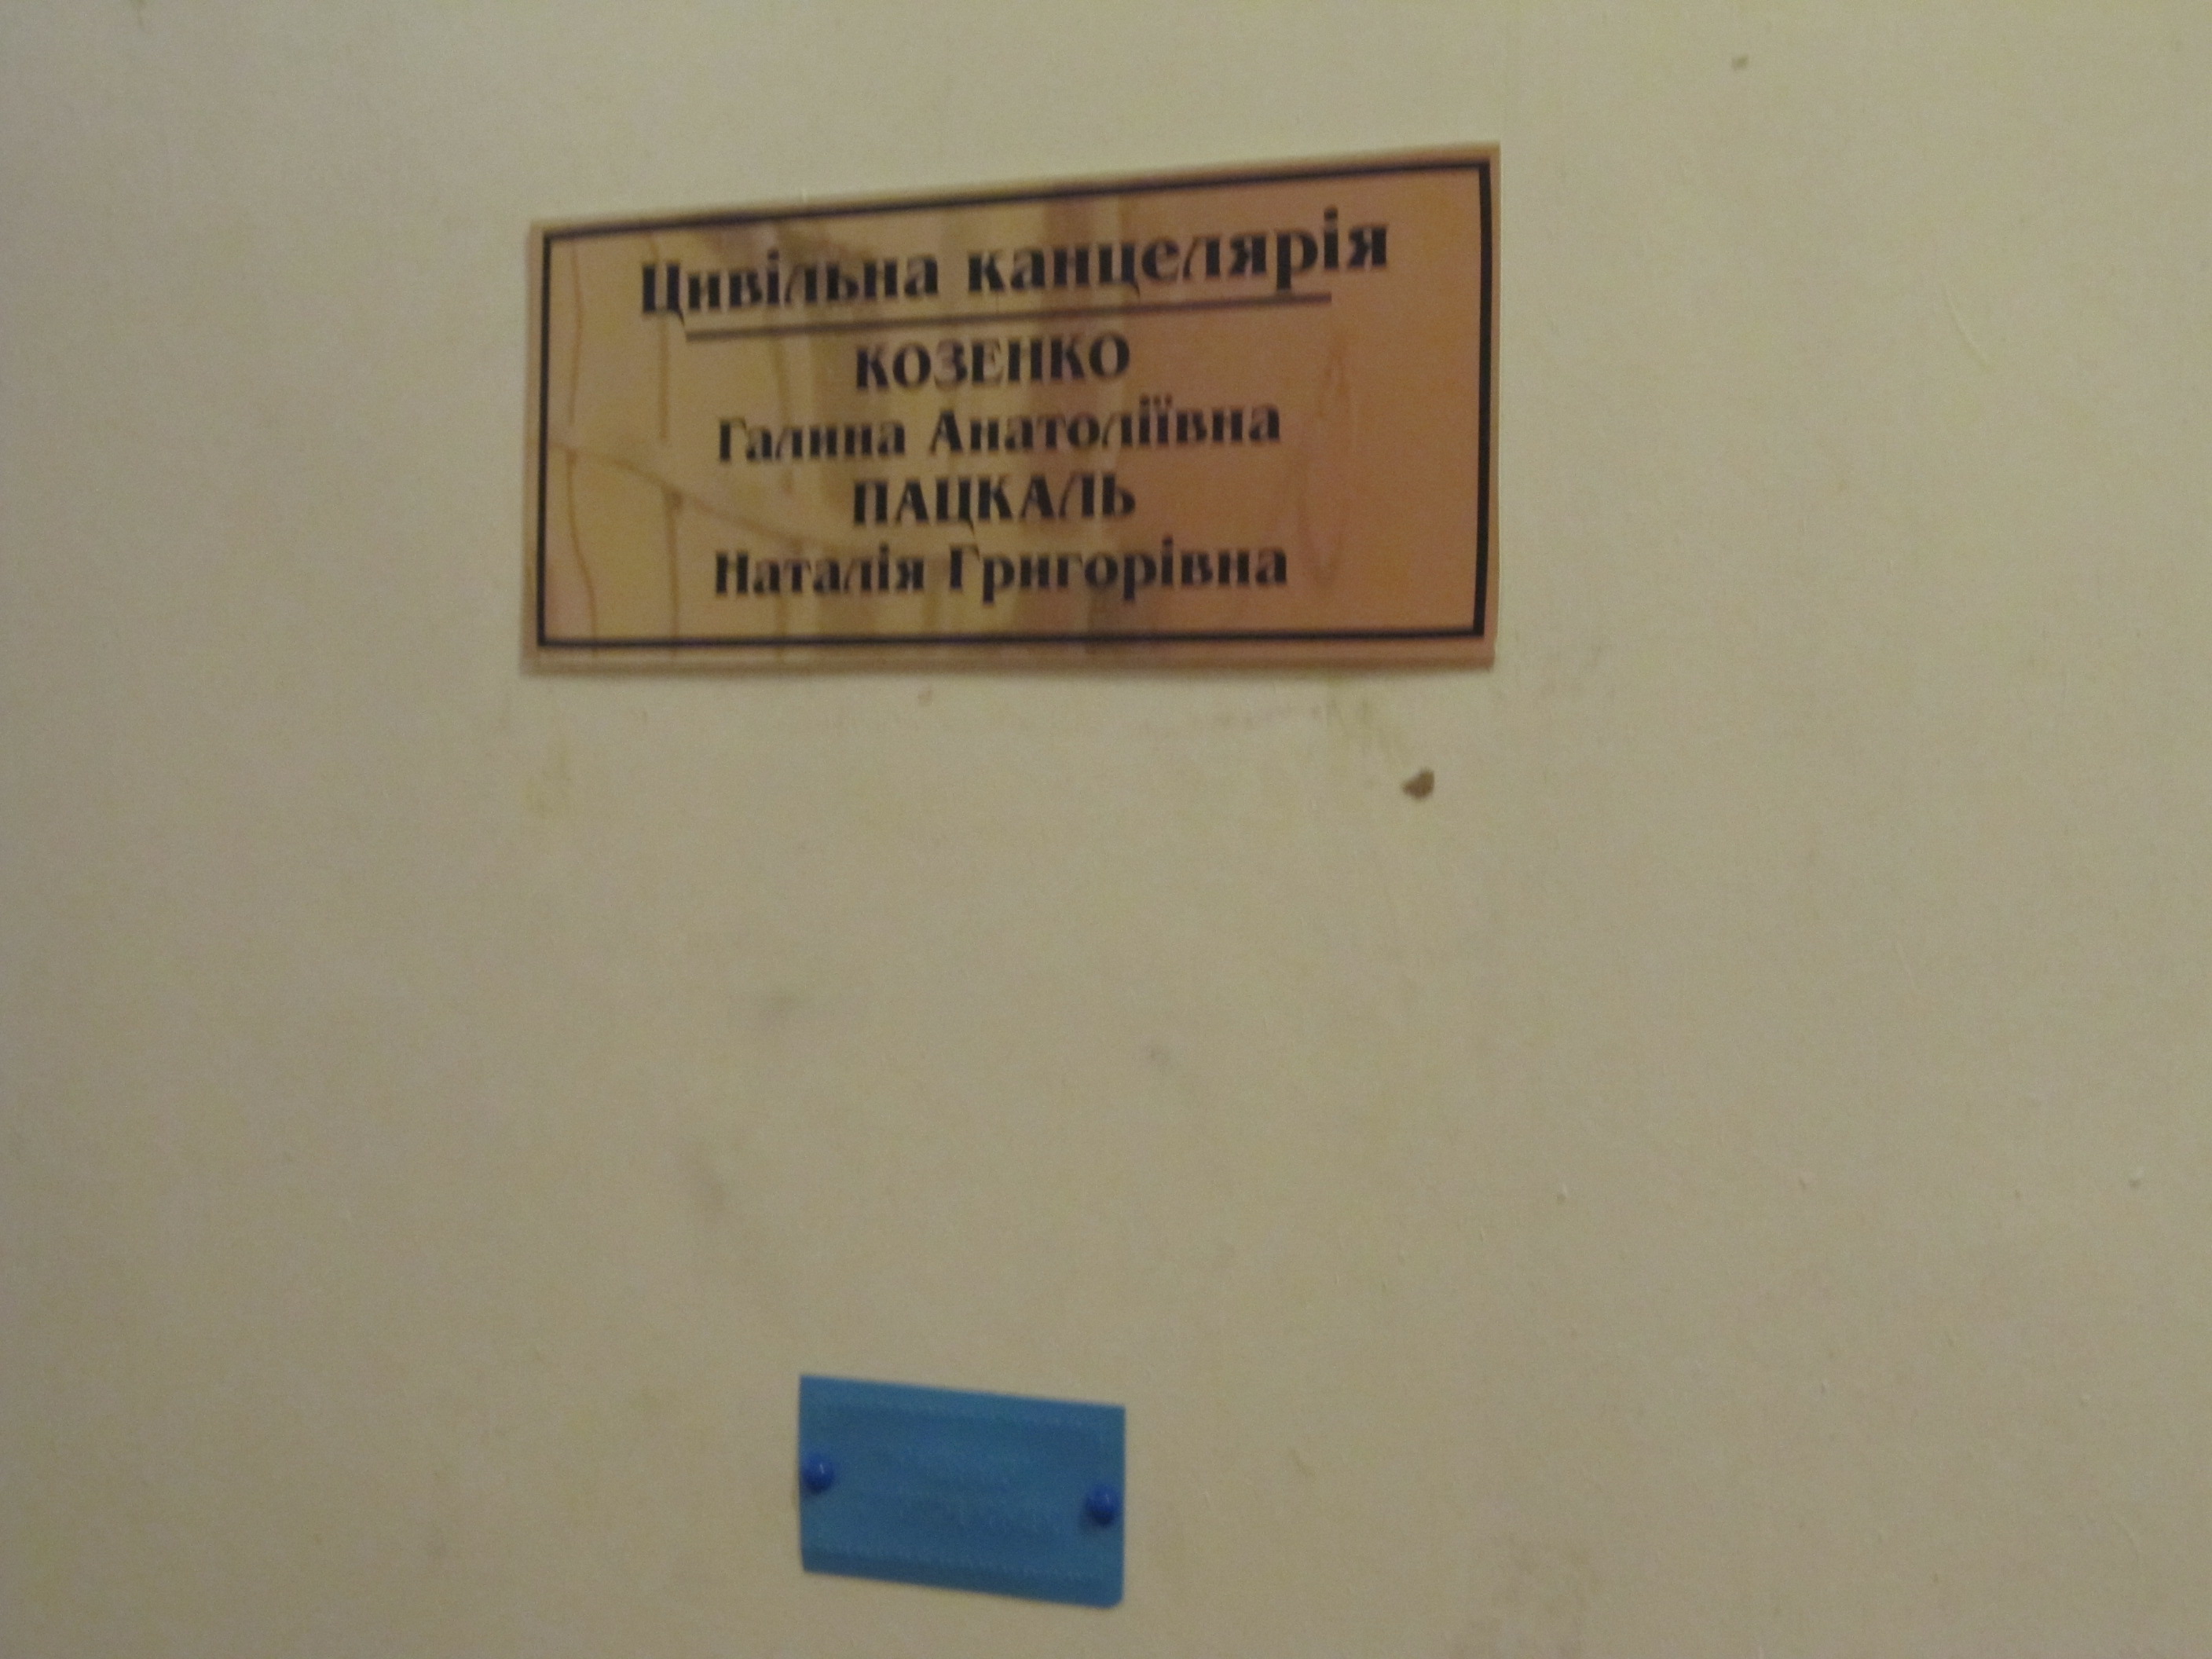 Цивільна канцелярія
КОЗЕНКО
Галина Анатоліївна
ПАЦКАЛЬ
Наталія Григорівна